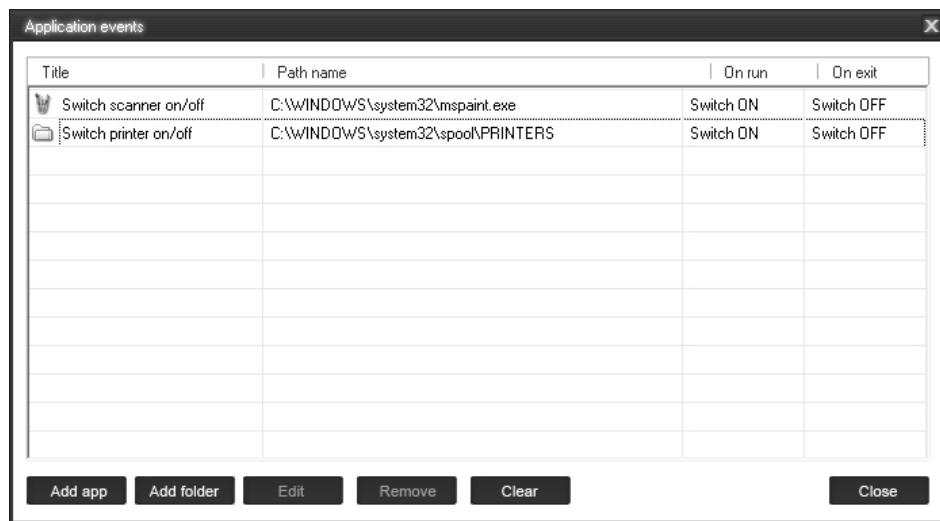 Application events
Title Path name On run On exit
Switch scanner on/off C:\WINDOWS\system32\mspaint.exe Switch ON Switch OFF
Switch printer on/off C:\WINDOWS\system32\spool\PRINTERS Switch ON Switch OFF
Add app Add folder Edit Remove Clear Close